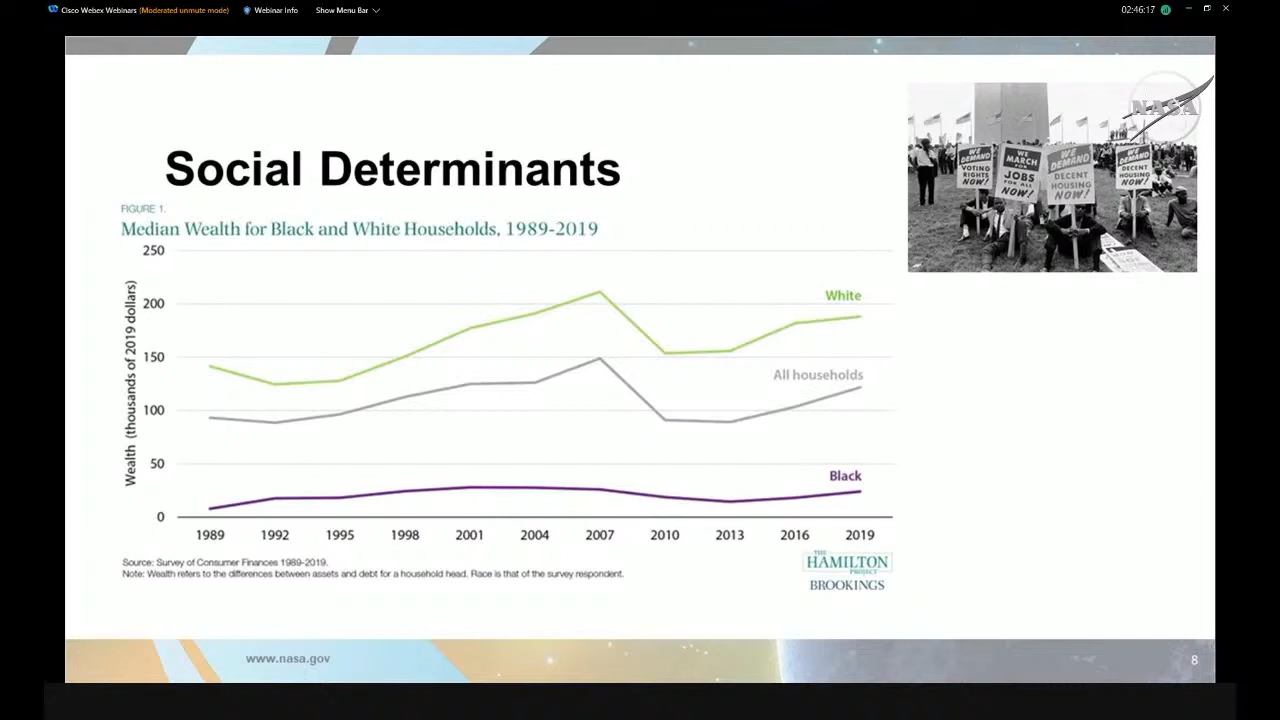 Cisco Webex Webinars (Moderated unmute mode) Webinar Info Show Menu Bar 02:46:17
NASA
WE DEMAND VOTING RIGHTS NOW!
WE MARCH FOR JOBS FOR ALL NOW!
WE DEMAND DECENT HOUSING NOW!
WE DEMAND DECENT HOUSING NOW!
Social Determinants
FIGURE 1.
Median Wealth for Black and White Households, 1989-2019
Wealth (thousands of 2019 dollars)
250
200
150
100
50
0
White
All households
Black
1989 1992 1995 1998 2001 2004 2007 2010 2013 2016 2019
Source: Survey of Consumer Finances 1989-2019.
Note: Wealth refers to the differences between assets and debt for a household head. Race is that of the survey respondent.
THE
HAMILTON
PROJECT
BROOKINGS
www.nasa.gov 8